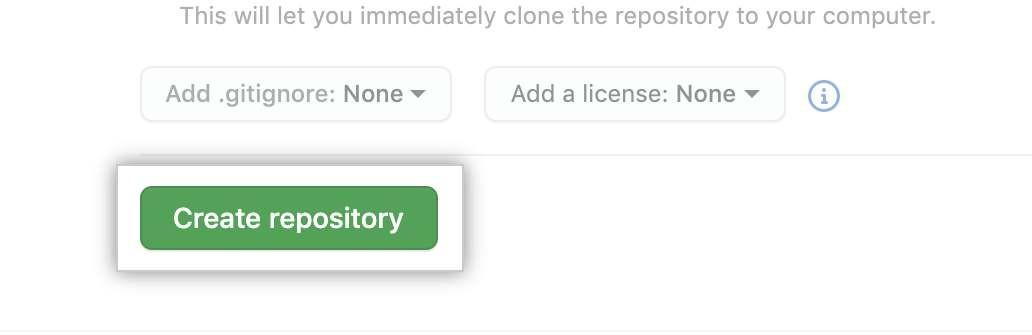 This will let you immediately clone the repository to your computer.
Add .gitignore: None Add a license: None
Create repository